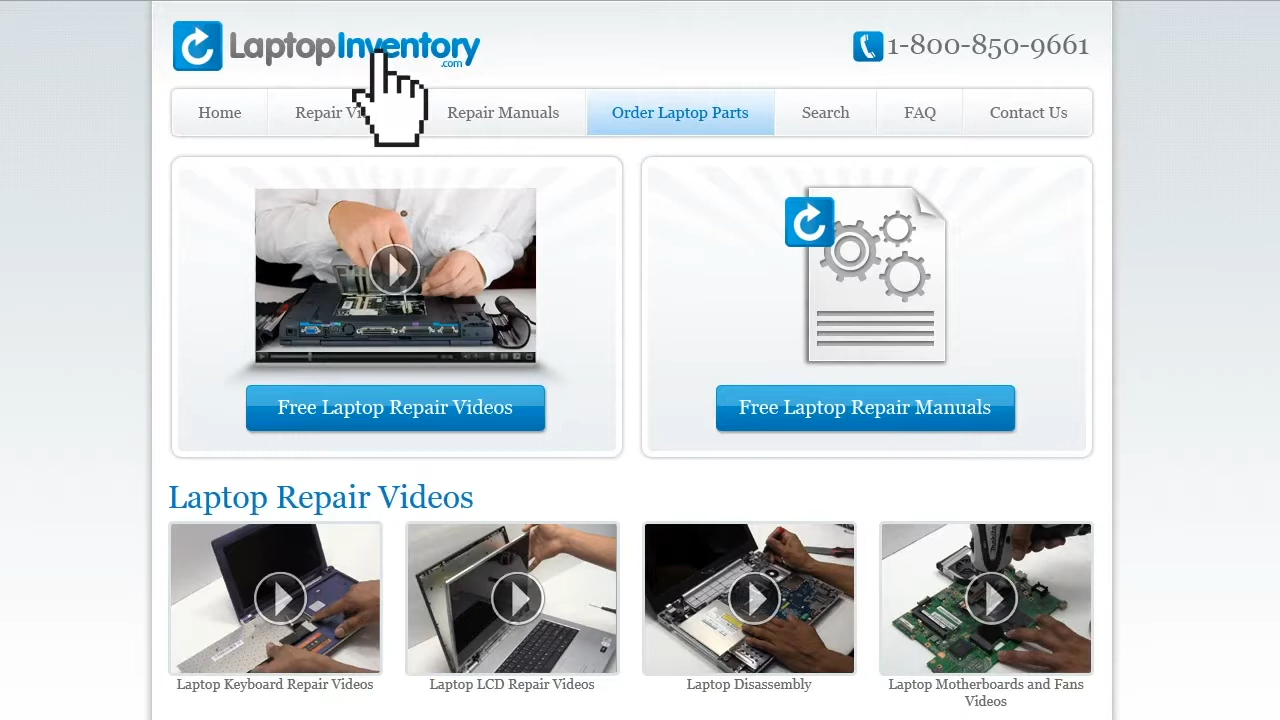 LaptopInventory
.com
1-800-850-9661
Home
Repair Vi
Repair Manuals
Order Laptop Parts
Search
FAQ
Contact Us
Free Laptop Repair Videos
Free Laptop Repair Manuals
Laptop Repair Videos
Laptop Keyboard Repair Videos
Laptop LCD Repair Videos
Laptop Disassembly
Laptop Motherboards and Fans
Videos